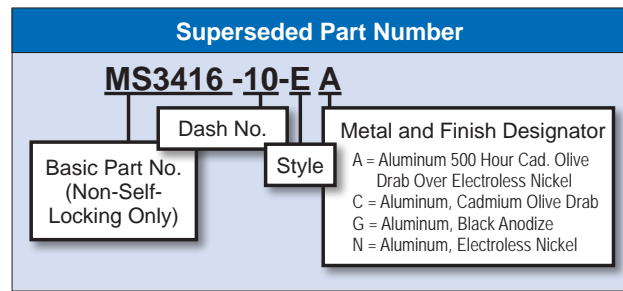 Superseded Part Number
MS3416 -10-E A
Dash No.
Style
Basic Part No.
(Non-Self-
Locking Only)
Metal and Finish Designator
A = Aluminum 500 Hour Cad. Olive
Drab Over Electroless Nickel
C = Aluminum, Cadmium Olive Drab
G = Aluminum, Black Anodize
N = Aluminum, Electroless Nickel